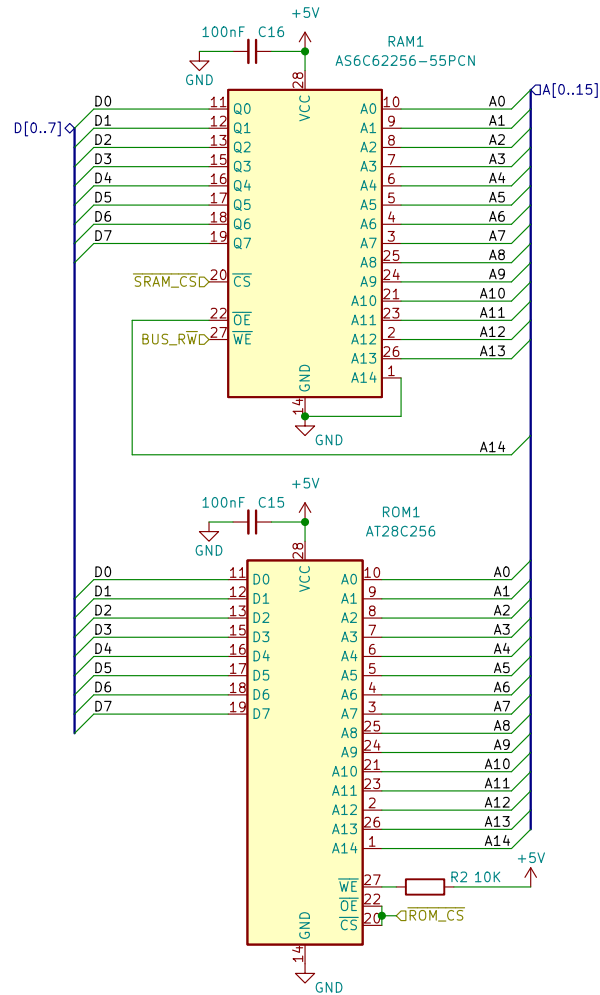 +5V
100nF C16
RAM1
AS6C62256-55PCN
GND
28
VCC
A[0..15]
D[0..7]
D0 11 Q0 A0 10 A0
D1 12 Q1 A1 9 A1
D2 13 Q2 A2 8 A2
D3 15 Q3 A3 7 A3
D4 16 Q4 A4 6 A4
D5 17 Q5 A5 5 A5
D6 18 Q6 A6 4 A6
D7 19 Q7 A7 3 A7
A8 25 A8
SRAM_CS 20 CS A9 24 A9
A10 21 A10
22 OE A11 23 A11
BUS_RW 27 WE A12 2 A12
A13 26 A13
A14 1
GND
14
GND
A14
+5V
100nF C15
ROM1
AT28C256
GND
28
VCC
D0 11 D0 A0 10 A0
D1 12 D1 A1 9 A1
D2 13 D2 A2 8 A2
D3 15 D3 A3 7 A3
D4 16 D4 A4 6 A4
D5 17 D5 A5 5 A5
D6 18 D6 A6 4 A6
D7 19 D7 A7 3 A7
A8 25 A8
A9 24 A9
A10 21 A10
A11 23 A11
A12 2 A12
A13 26 A13
A14 1 A14
+5V
WE 27 R2 10K
OE 22
CS 20 ROM_CS
GND
14
GND